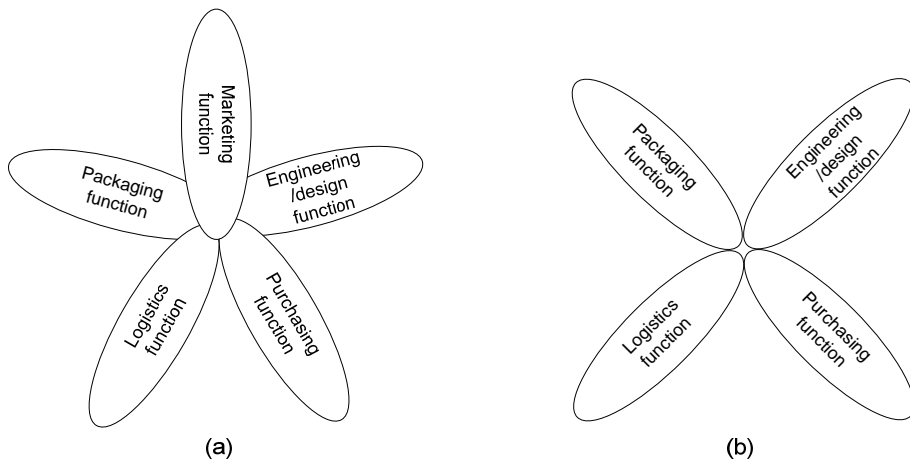 Marketing
function
Packaging
function
Engineering
/design
function
Logistics
function
Purchasing
function
(a)
Packaging
function
Engineering
/design
function
Logistics
function
Purchasing
function
(b)